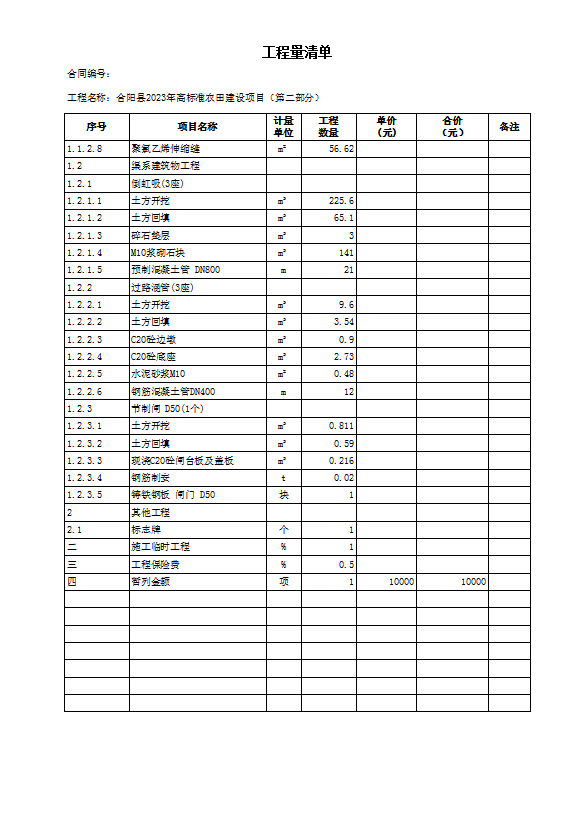 工程量清单
合同编号：
工程名称：合阳县2023年高标准农田建设项目（第二部分）
序号 项目名称 计量单位 工程数量 单价(元) 合价（元） 备注
1.1.2.8 聚氯乙烯伸缩缝 m² 56.62
1.2 渠系建筑物工程
1.2.1 倒虹吸(3座)
1.2.1.1 土方开挖 m³ 225.6
1.2.1.2 土方回填 m³ 65.1
1.2.1.3 碎石垫层 m³ 3
1.2.1.4 M10浆砌石块 m³ 141
1.2.1.5 预制混凝土管 DN800 m 21
1.2.2 过路涵管(3座)
1.2.2.1 土方开挖 m³ 9.6
1.2.2.2 土方回填 m³ 3.54
1.2.2.3 C20砼边墩 m³ 0.9
1.2.2.4 C20砼底座 m³ 2.73
1.2.2.5 水泥砂浆M10 m² 0.48
1.2.2.6 钢筋混凝土管DN400 m 12
1.2.3 节制闸 D50(1个)
1.2.3.1 土方开挖 m³ 0.811
1.2.3.2 土方回填 m³ 0.59
1.2.3.3 现浇C20砼闸台板及盖板 m³ 0.216
1.2.3.4 钢筋制安 t 0.02
1.2.3.5 铸铁钢板 闸门 D50 块 1
2 其他工程
2.1 标志牌 个 1
二 施工临时工程 % 1
三 工程保险费 % 0.5
四 暂列金额 项 1 10000 10000